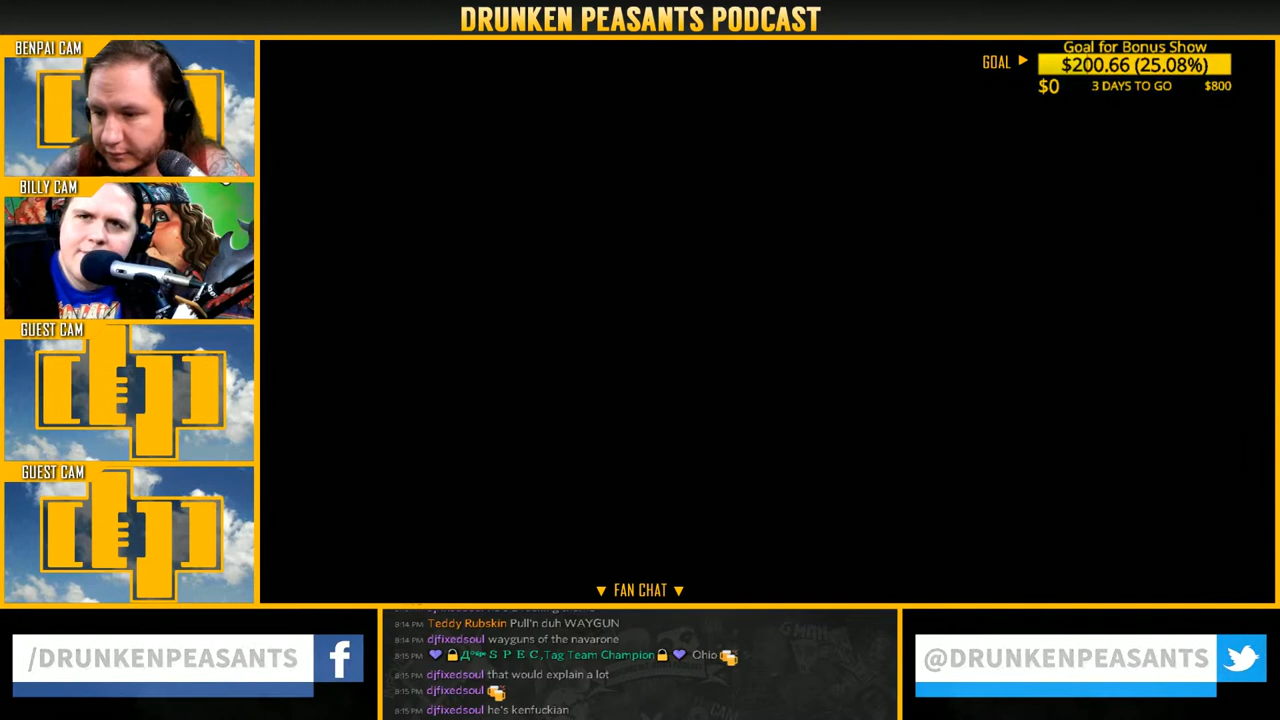 DRUNKEN PEASANTS PODCAST
BENPAI CAM
BILLY CAM
GUEST CAM
GUEST CAM
GOAL ►
Goal for Bonus Show
$200.66 (25.08%)
$0 3 DAYS TO GO $800
▼ FAN CHAT ▼
8:14 PM Teddy Rubskin Pull'n duh WAYGUN
8:14 PM djfixedsoul wayguns of the navarone
8:15 PM S P E C,Tag Team Champion Ohio
8:15 PM djfixedsoul that would explain a lot
8:15 PM djfixedsoul
8:15 PM djfixedsoul he's kenfuckian
/DRUNKENPEASANTS
@DRUNKENPEASANTS